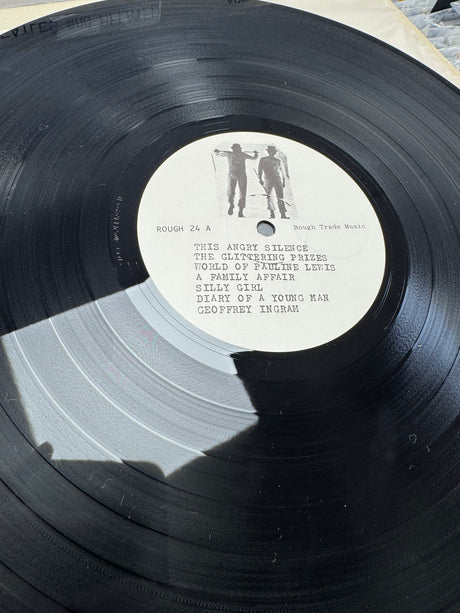 ROUGH 24 A
Rough Trade Music
THIS ANGRY SILENCE
THE GLITTERING PRIZES
WORLD OF PAULINE LEWIS
A FAMILY AFFAIR
SILLY GIRL
DIARY OF A YOUNG MAN
GEOFFREY INGRAM